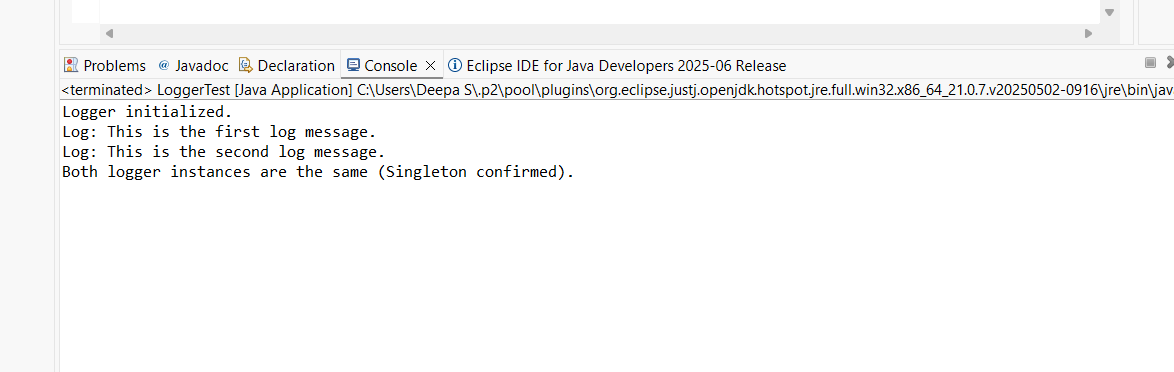 Problems @ Javadoc Declaration Console Eclipse IDE for Java Developers 2025-06 Release
<terminated> LoggerTest [Java Application] C:\Users\Deepa S\.p2\pool\plugins\org.eclipse.justj.openjdk.hotspot.jre.full.win32.x86_64_21.0.7.v20250502-0916\jre\bin\jav
Logger initialized.
Log: This is the first log message.
Log: This is the second log message.
Both logger instances are the same (Singleton confirmed).